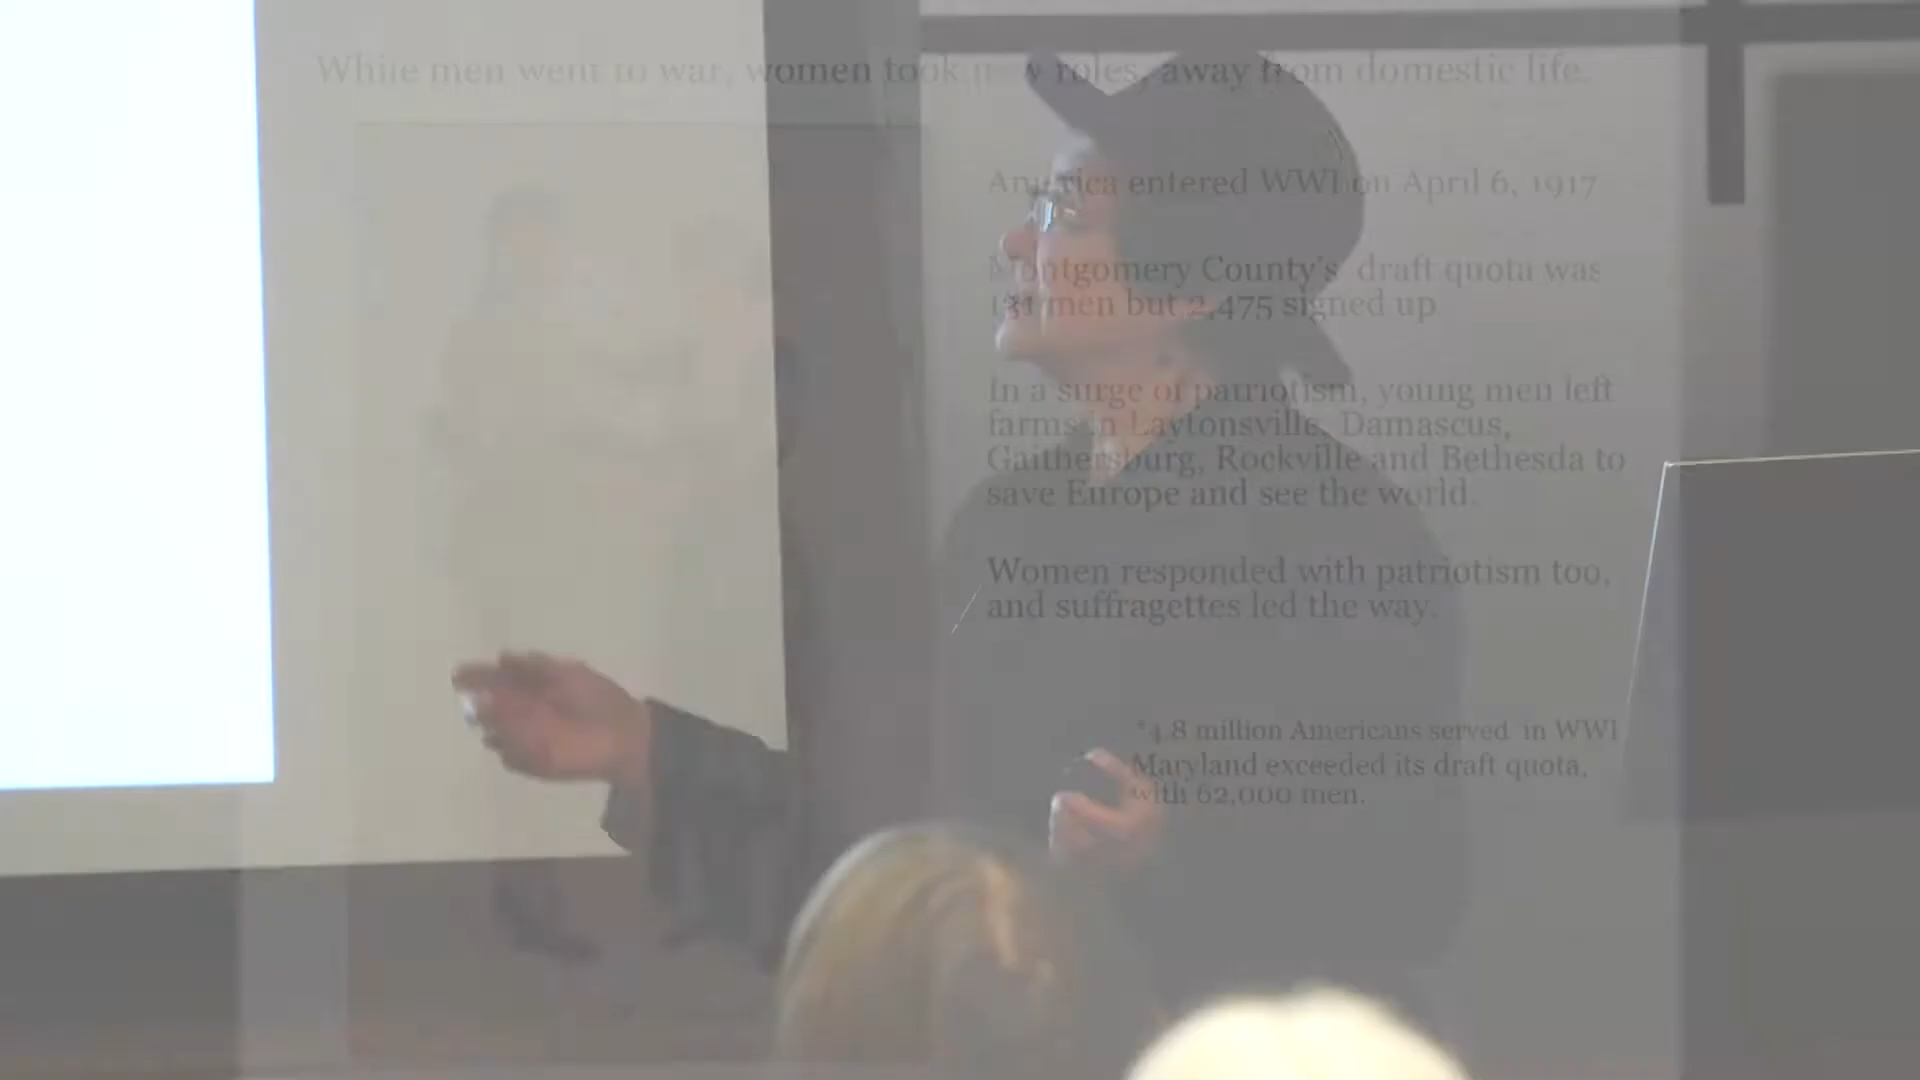 While men went to war, women took new roles, away from domestic life.
America entered WWI on April 6, 1917
Montgomery County's draft quota was
131 men but 2,475 signed up
In a surge of patriotism, young men left
farms in Laytonsville, Damascus,
Gaithersburg, Rockville and Bethesda to
save Europe and see the world.
Women responded with patriotism too,
and suffragettes led the way.
*4.8 million Americans served in WWI
Maryland exceeded its draft quota,
with 62,000 men.